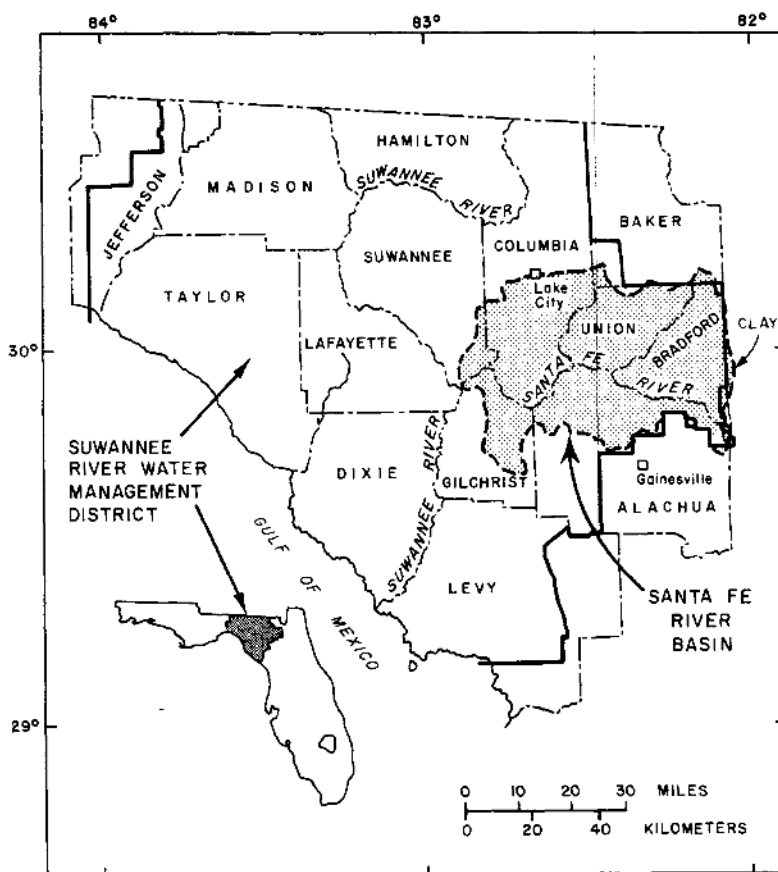 84°
83°
82°
HAMILTON
SUWANNEE RIVER
MADISON
JEFFERSON
BAKER
COLUMBIA
SUWANNEE
Lake
City
TAYLOR
UNION
BRADFORD
CLAY
30°
LAFAYETTE
SANTA FE RIVER
SUWANNEE
RIVER WATER
MANAGEMENT
DISTRICT
DIXIE
SUWANNEE RIVER
GILCHRIST
Gainesville
ALACHUA
GULF OF MEXICO
LEVY
SANTA FE
RIVER
BASIN
29°
0 10 20 30 MILES
0 20 40 KILOMETERS